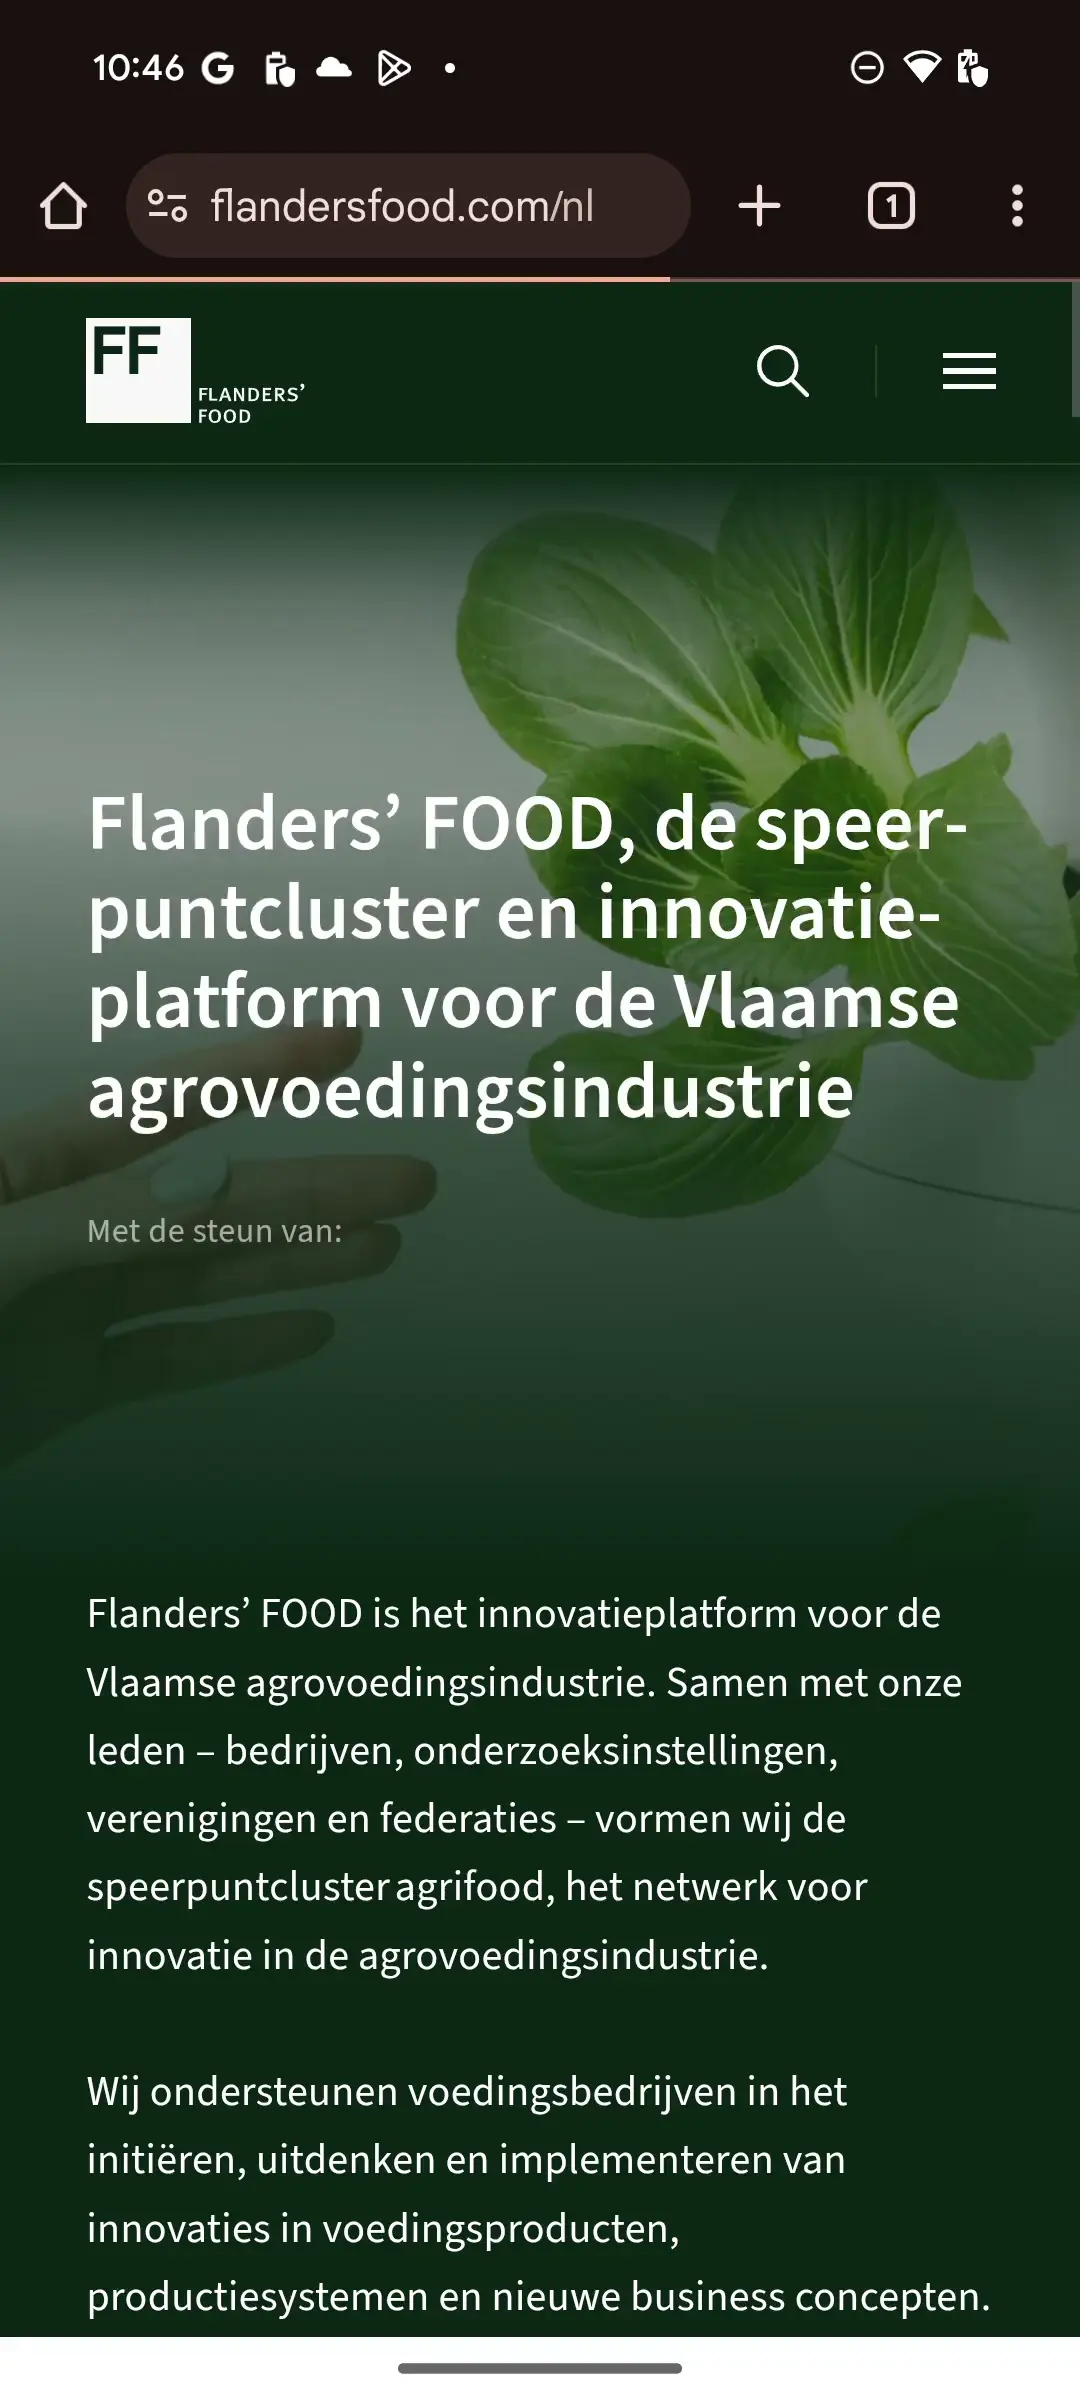 10:46
flandersfood.com/nl
1
FF
FLANDERS’
FOOD
Flanders’ FOOD, de speer-
puntcluster en innovatie-
platform voor de Vlaamse
agrovoedingsindustrie
Met de steun van:
Flanders’ FOOD is het innovatieplatform voor de
Vlaamse agrovoedingsindustrie. Samen met onze
leden – bedrijven, onderzoeksinstellingen,
verenigingen en federaties – vormen wij de
speerpuntcluster agrifood, het netwerk voor
innovatie in de agrovoedingsindustrie.
Wij ondersteunen voedingsbedrijven in het
initiëren, uitdenken en implementeren van
innovaties in voedingsproducten,
productiesystemen en nieuwe business concepten.